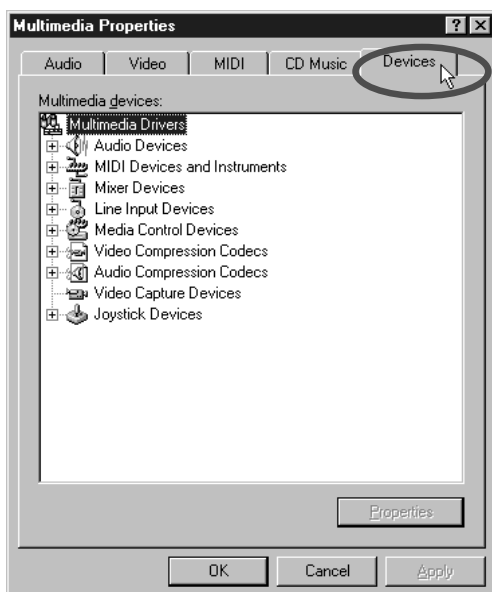 Multimedia Properties
Audio Video MIDI CD Music Devices
Multimedia devices:
Multimedia Drivers
Audio Devices
MIDI Devices and Instruments
Mixer Devices
Line Input Devices
Media Control Devices
Video Compression Codecs
Audio Compression Codecs
Video Capture Devices
Joystick Devices
Properties
OK Cancel Apply